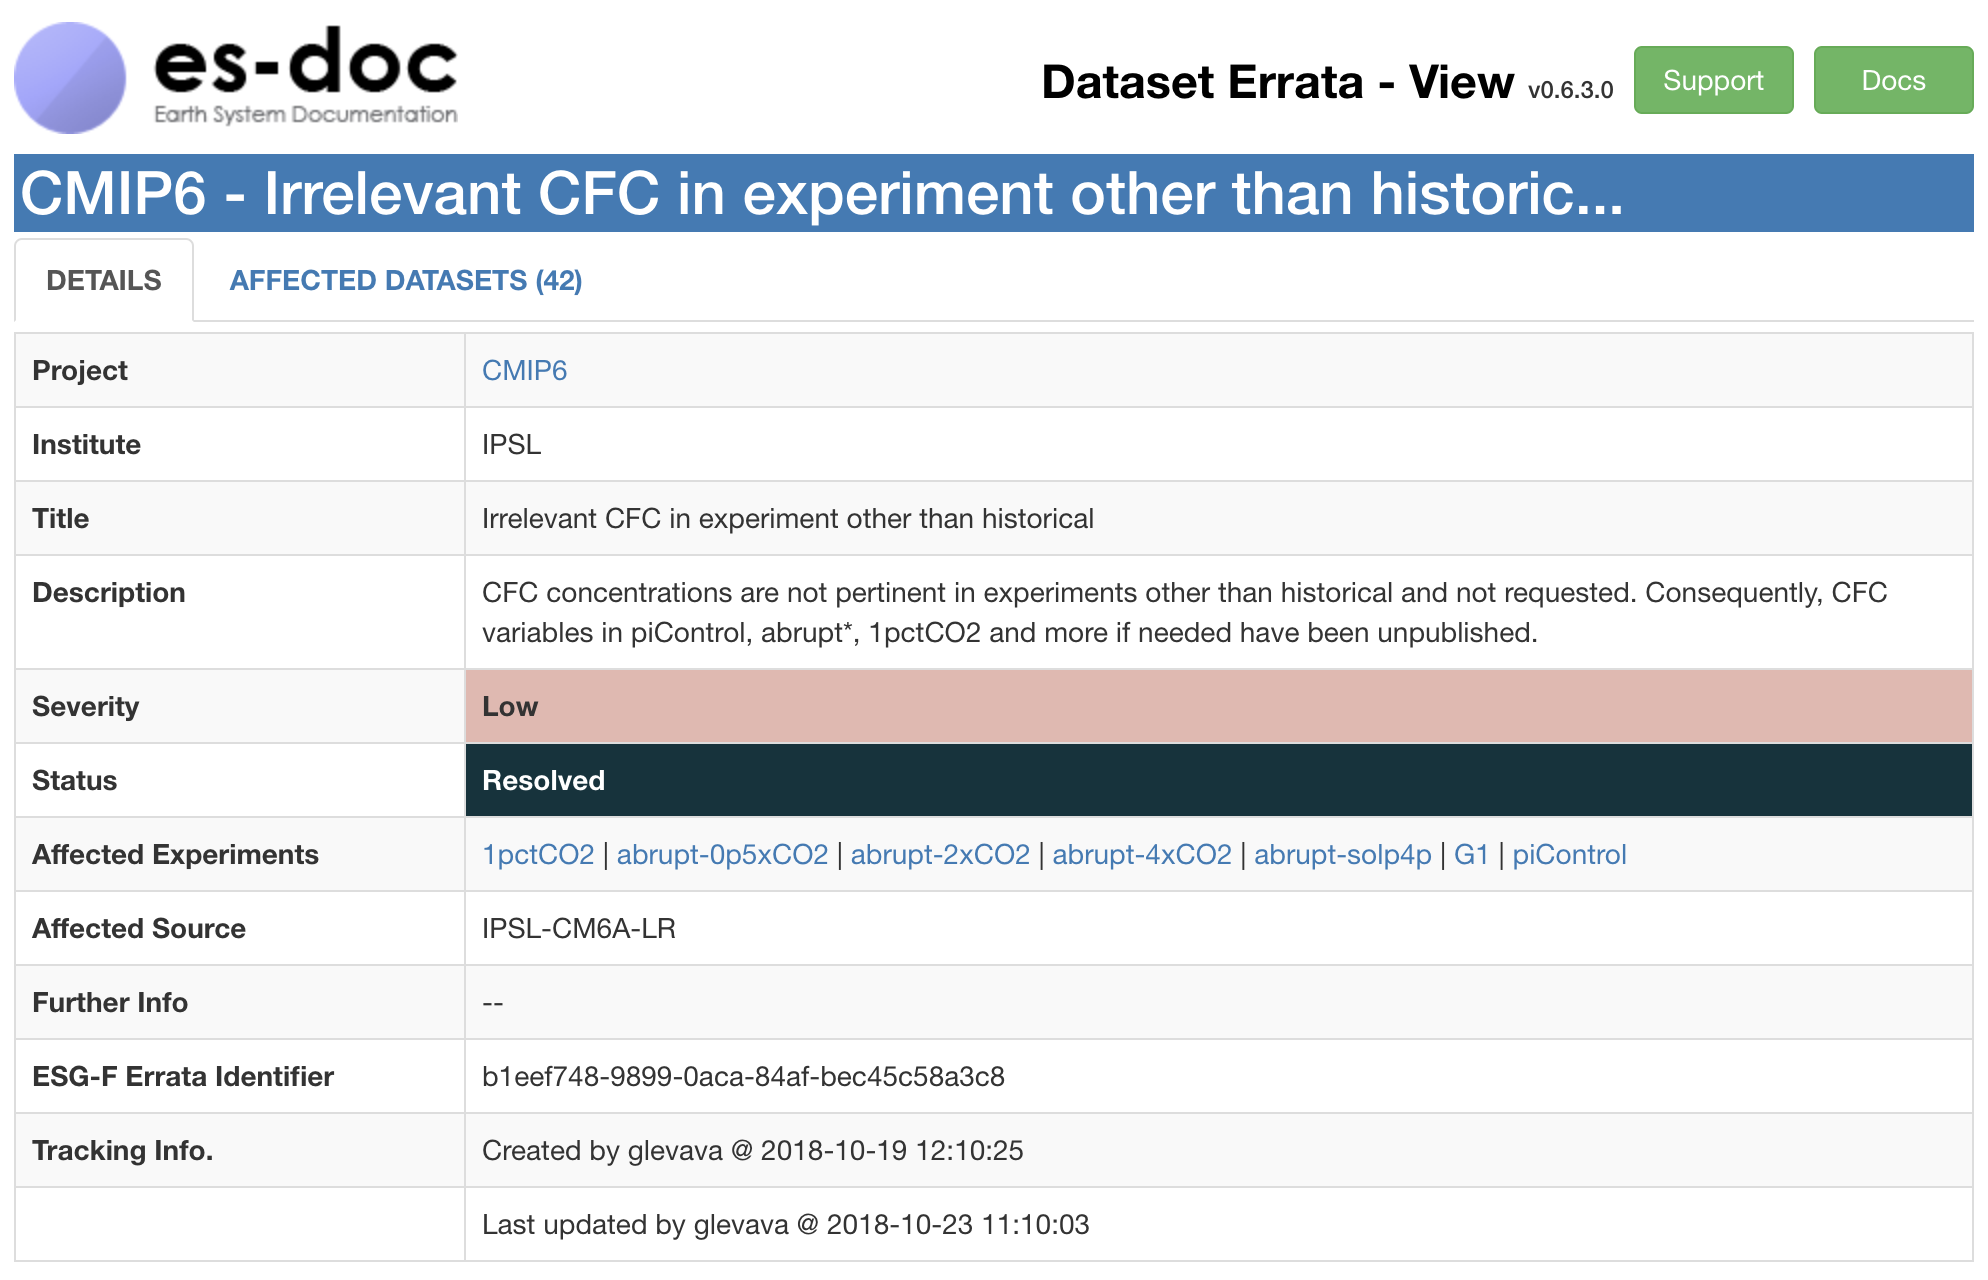 es-doc
Earth System Documentation
Dataset Errata - View v0.6.3.0
Support
Docs
CMIP6 - Irrelevant CFC in experiment other than historic...
DETAILS
AFFECTED DATASETS (42)
Project
CMIP6
Institute
IPSL
Title
Irrelevant CFC in experiment other than historical
Description
CFC concentrations are not pertinent in experiments other than historical and not requested. Consequently, CFC
variables in piControl, abrupt*, 1pctCO2 and more if needed have been unpublished.
Severity
Low
Status
Resolved
Affected Experiments
1pctCO2 | abrupt-0p5xCO2 | abrupt-2xCO2 | abrupt-4xCO2 | abrupt-solp4p | G1 | piControl
Affected Source
IPSL-CM6A-LR
Further Info
--
ESG-F Errata Identifier
b1eef748-9899-0aca-84af-bec45c58a3c8
Tracking Info.
Created by glevava @ 2018-10-19 12:10:25
Last updated by glevava @ 2018-10-23 11:10:03